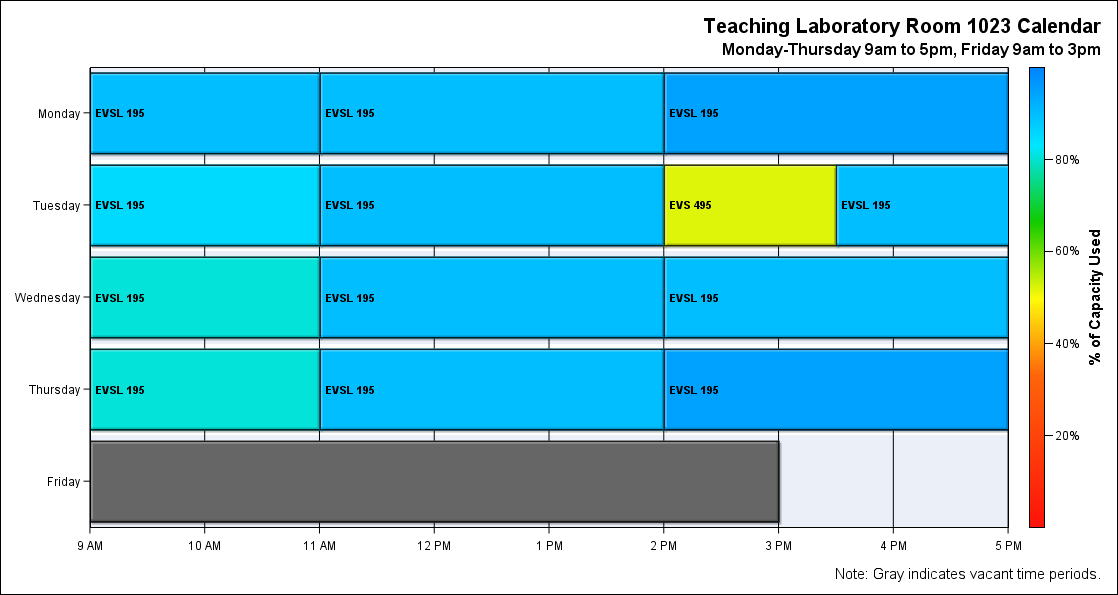 Teaching Laboratory Room 1023 Calendar
Monday-Thursday 9am to 5pm, Friday 9am to 3pm
Monday
EVSL 195 EVSL 195 EVSL 195
80%
Tuesday
EVSL 195 EVSL 195 EVS 495 EVSL 195
60%
Wednesday
EVSL 195 EVSL 195 EVSL 195
% of Capacity Used
40%
Thursday
EVSL 195 EVSL 195 EVSL 195
20%
Friday
9 AM 10 AM 11 AM 12 PM 1 PM 2 PM 3 PM 4 PM 5 PM
Note: Gray indicates vacant time periods.